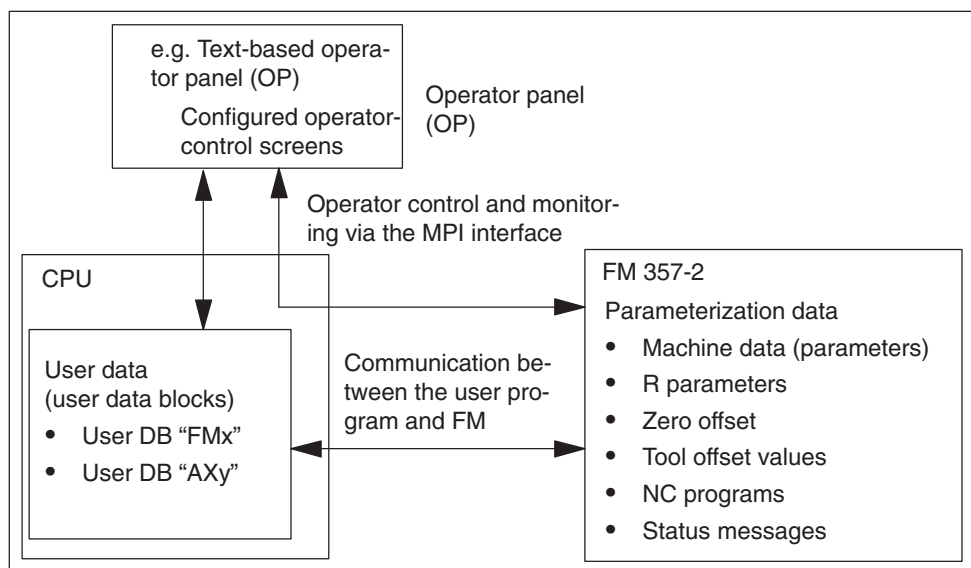 e.g. Text-based opera-
tor panel (OP)
Configured operator-
control screens
Operator panel
(OP)
Operator control and monitor-
ing via the MPI interface
CPU
User data
(user data blocks)
• User DB “FMx”
• User DB “AXy”
Communication be-
tween the user pro-
gram and FM
FM 357-2
Parameterization data
• Machine data (parameters)
• R parameters
• Zero offset
• Tool offset values
• NC programs
• Status messages